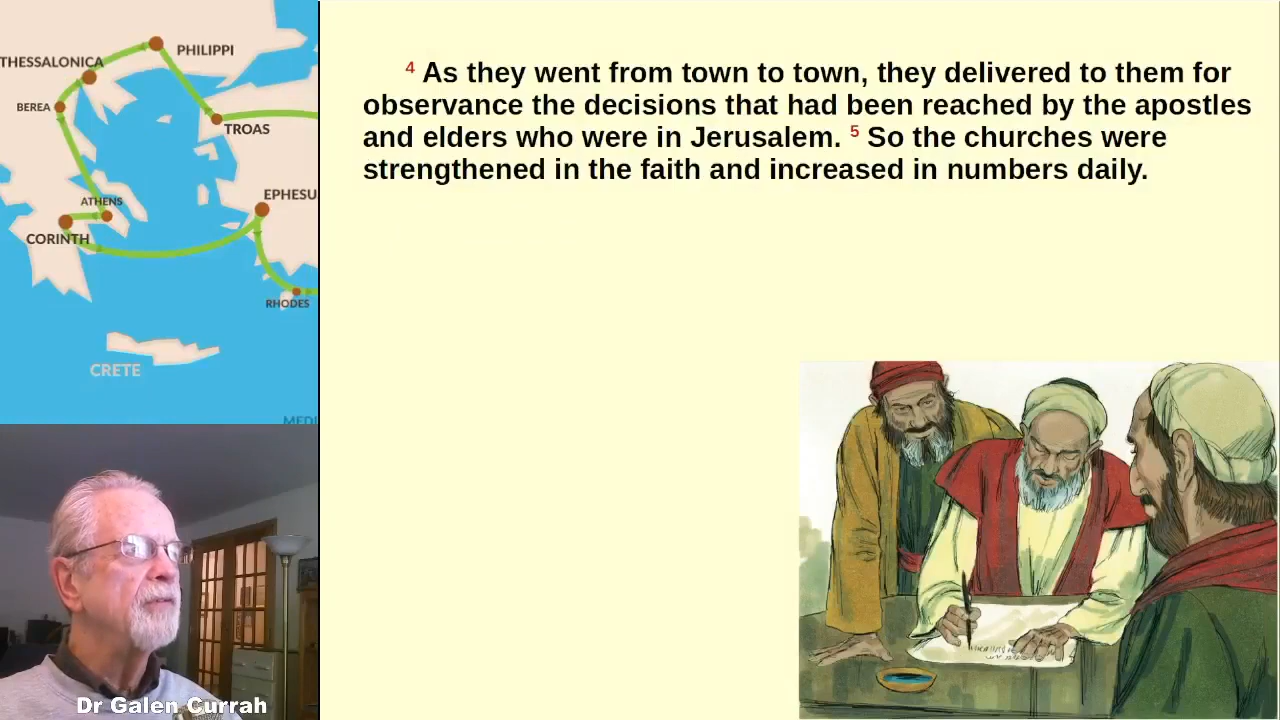 THESSALONICA
PHILIPPI
BEREA
TROAS
ATHENS
EPHESU
CORINTH
RHODES
CRETE
MEDI
4 As they went from town to town, they delivered to them for
observance the decisions that had been reached by the apostles
and elders who were in Jerusalem. 5 So the churches were
strengthened in the faith and increased in numbers daily.
Dr Galen Currah